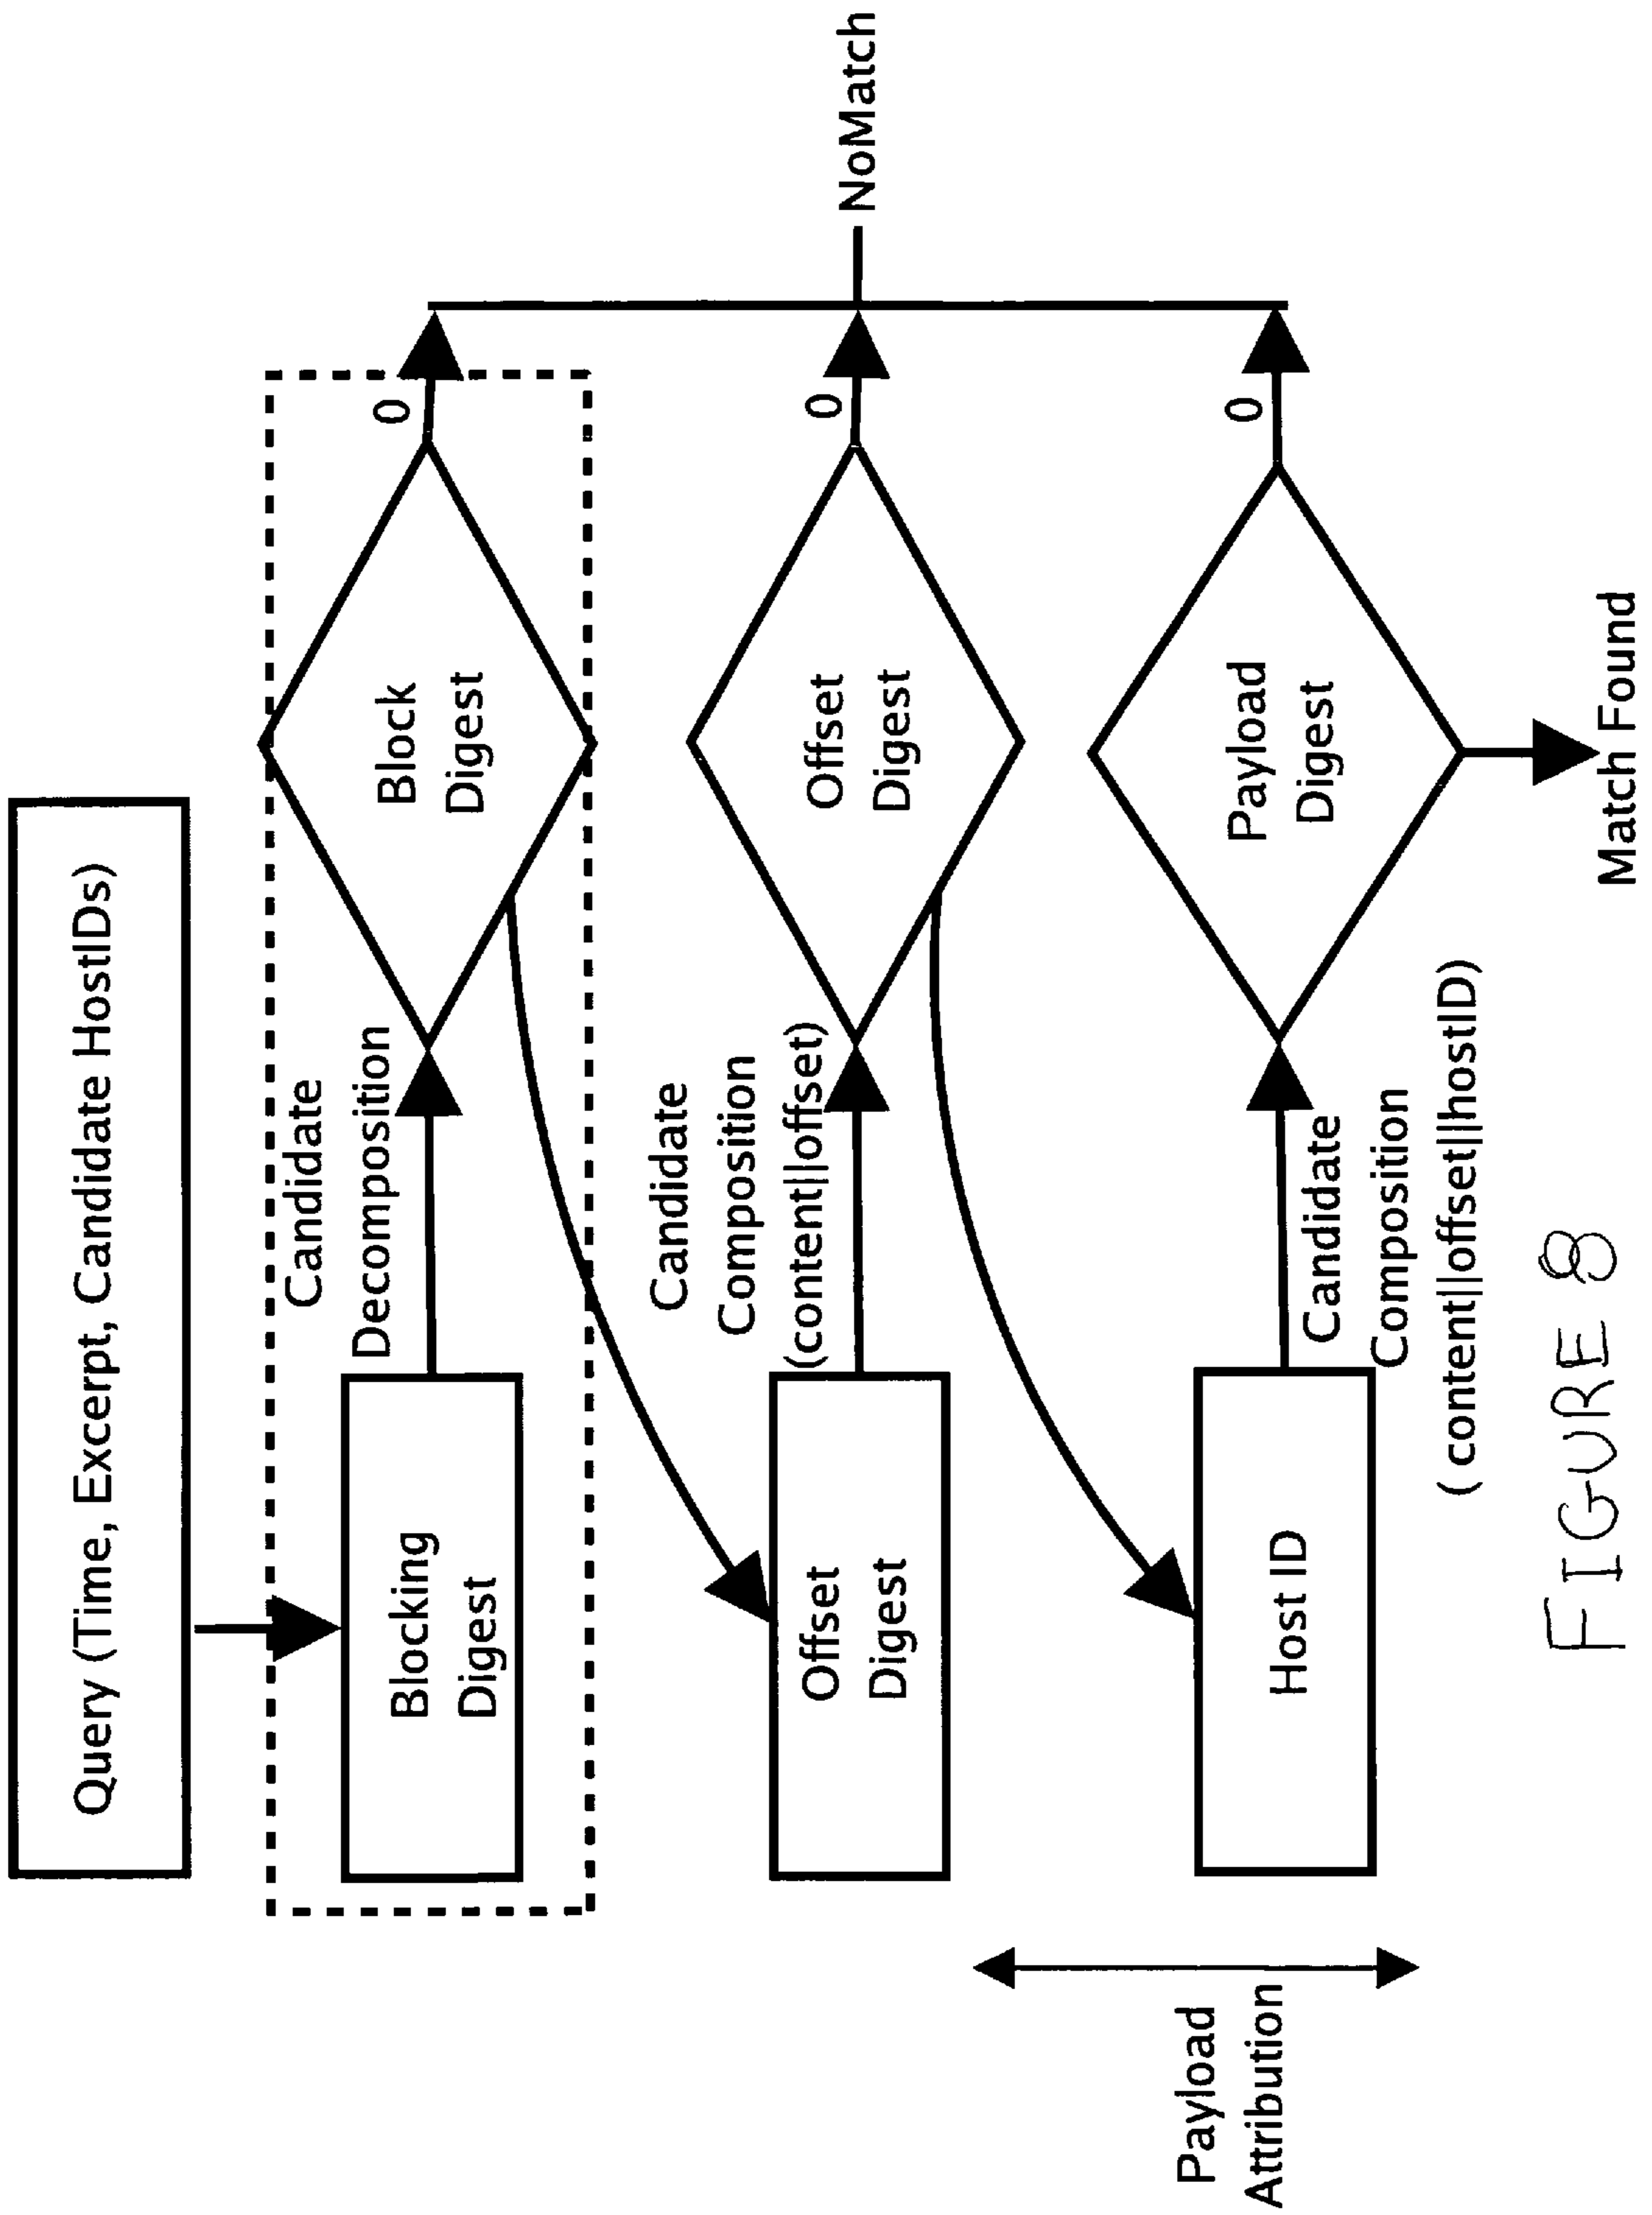 Query (Time, Excerpt, Candidate HostIDs)
Candidate
Decomposition
Blocking
Digest
Block
Digest
0
Candidate
Composition
(content||offset)
Offset
Digest
Offset
Digest
0
NoMatch
Payload
Attribution
Host ID
Candidate
Composition
( content||offset||hostID)
Payload
Digest
0
Match Found
FIGURE 8